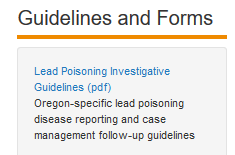 Guidelines and Forms
Lead Poisoning Investigative
Guidelines (pdf)
Oregon-specific lead poisoning
disease reporting and case
management follow-up guidelines